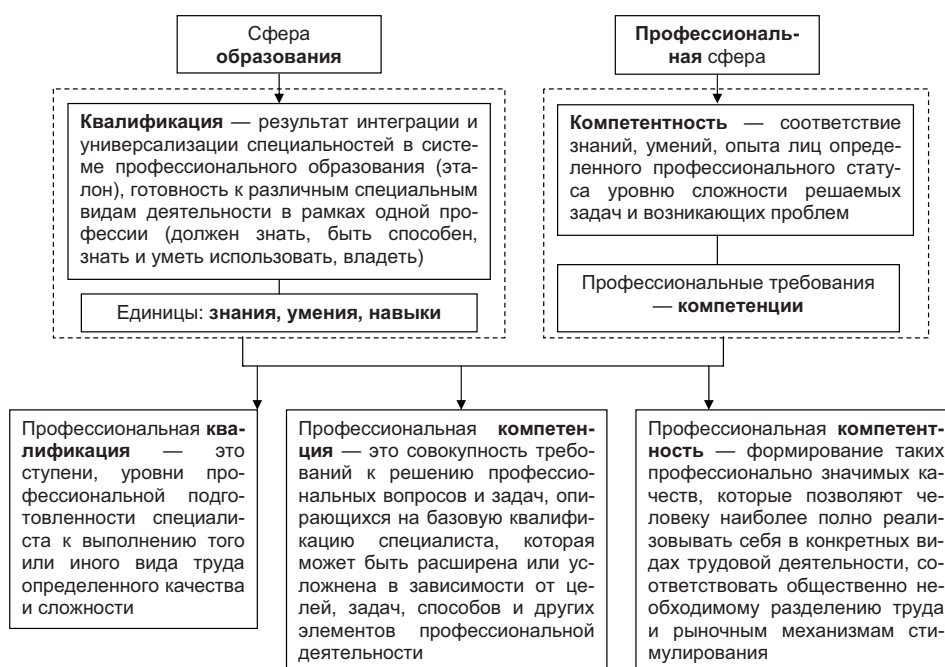 Сфера
образования
Профессиональ-
ная сфера
Квалификация — результат интеграции и
универсализации специальностей в систе-
ме профессионального образования (эта-
лон), готовность к различным специальным
видам деятельности в рамках одной про-
фессии (должен знать, быть способен,
знать и уметь использовать, владеть)
Единицы: знания, умения, навыки
Компетентность — соответствие
знаний, умений, опыта лиц опреде-
ленного профессионального стату-
са уровню сложности решаемых
задач и возникающих проблем
Профессиональные требования
— компетенции
Профессиональная ква-
лификация — это
ступени, уровни про-
фессиональной подго-
товленности специали-
ста к выполнению того
или иного вида труда
определенного качества
и сложности
Профессиональная компетен-
ция — это совокупность требо-
ваний к решению профессио-
нальных вопросов и задач, опи-
рающихся на базовую квалифи-
кацию специалиста, которая
может быть расширена или ус-
ложнена в зависимости от це-
лей, задач, способов и других
элементов профессиональной
деятельности
Профессиональная компетент-
ность — формирование таких
профессионально значимых ка-
честв, которые позволяют че-
ловеку наиболее полно реали-
зовывать себя в конкретных ви-
дах трудовой деятельности, со-
ответствовать общественно не-
обходимому разделению труда
и рыночным механизмам сти-
мулирования